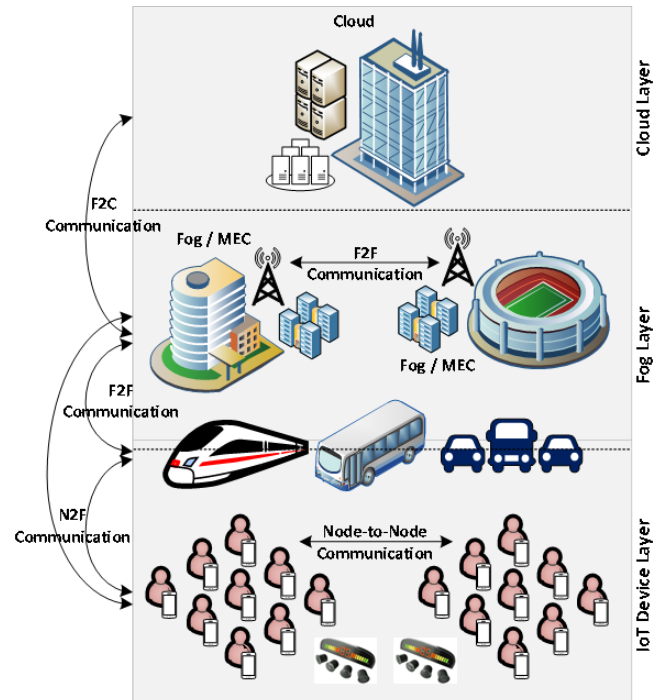 Cloud
Cloud Layer
F2C
Communication
Fog / MEC
F2F
Communication
Fog / MEC
Fog Layer
F2F
Communication
N2F
Communication
Node-to-Node
Communication
IoT Device Layer